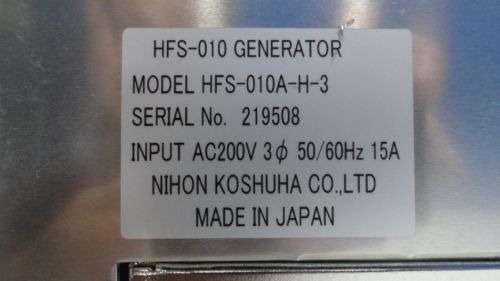 HFS-010 GENERATOR
MODEL HFS-010A-H-3
SERIAL No. 219508
INPUT AC200V 3φ 50/60Hz 15A
NIHON KOSHUHA CO.,LTD
MADE IN JAPAN